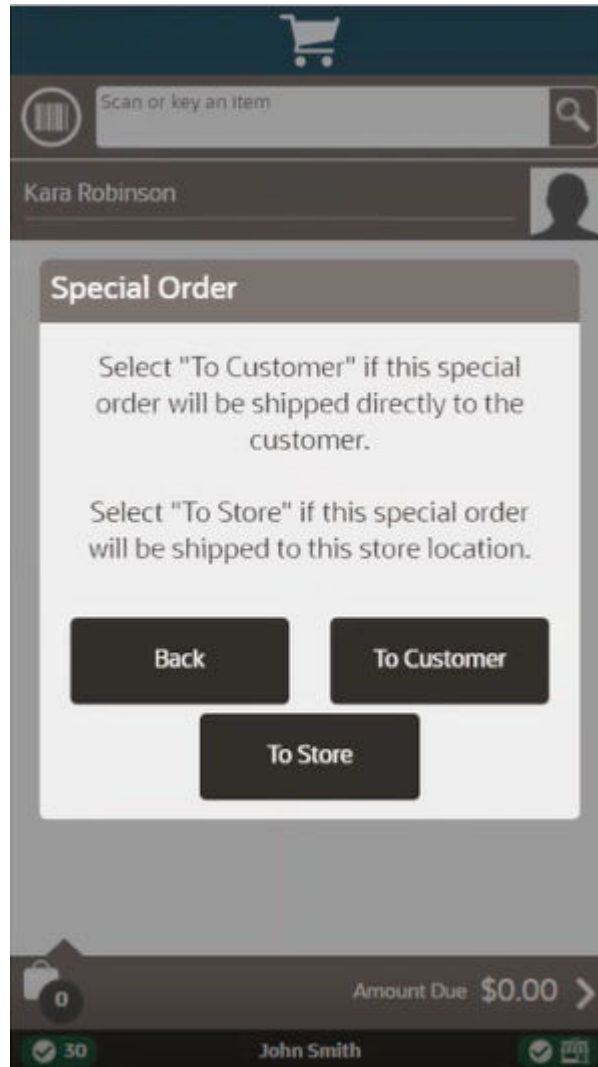 Scan or key an item
Kara Robinson
Special Order
Select "To Customer" if this special
order will be shipped directly to the
customer.
Select "To Store" if this special order
will be shipped to this store location.
Back
To Customer
To Store
0
Amount Due $0.00
30
John Smith